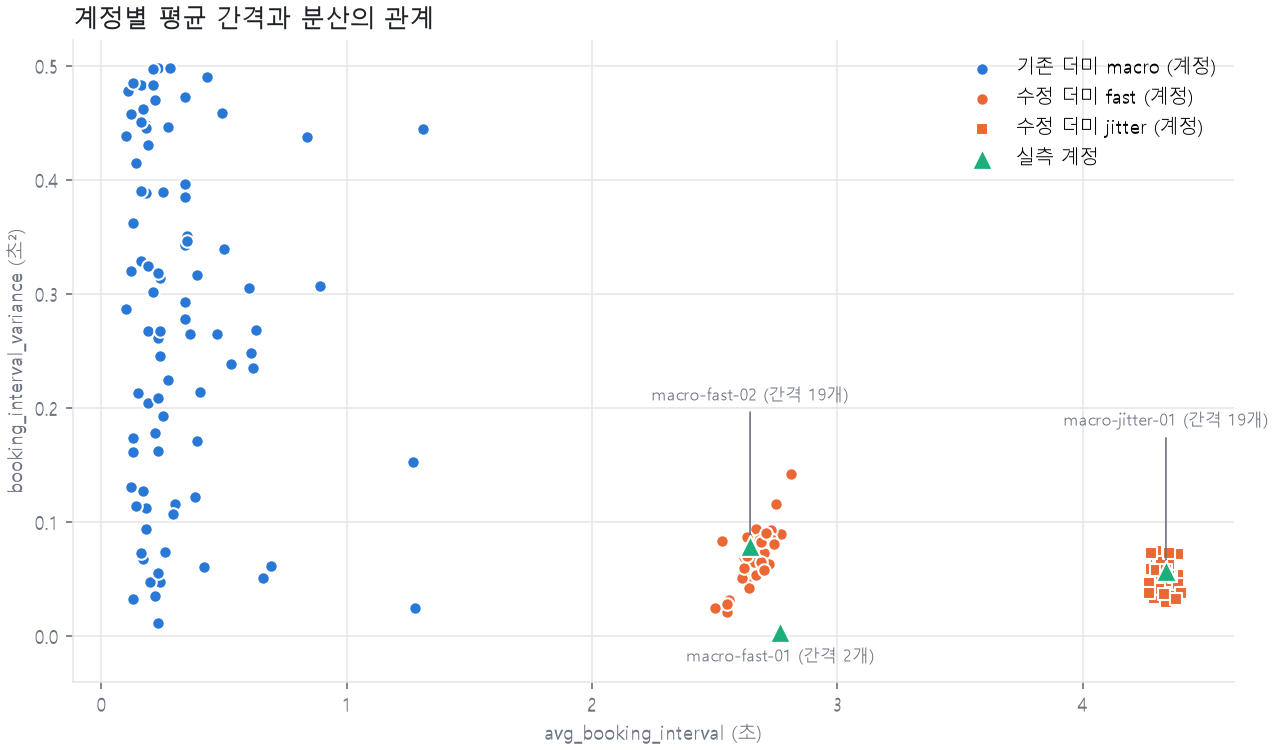 계정별 평균 간격과 분산의 관계
기존 더미 macro (계정)
수정 더미 fast (계정)
수정 더미 jitter (계정)
실측 계정
booking_interval_variance (초²)
0.5
0.4
0.3
0.2
0.1
0.0
macro-fast-02 (간격 19개)
macro-jitter-01 (간격 19개)
macro-fast-01 (간격 2개)
0 1 2 3 4
avg_booking_interval (초)